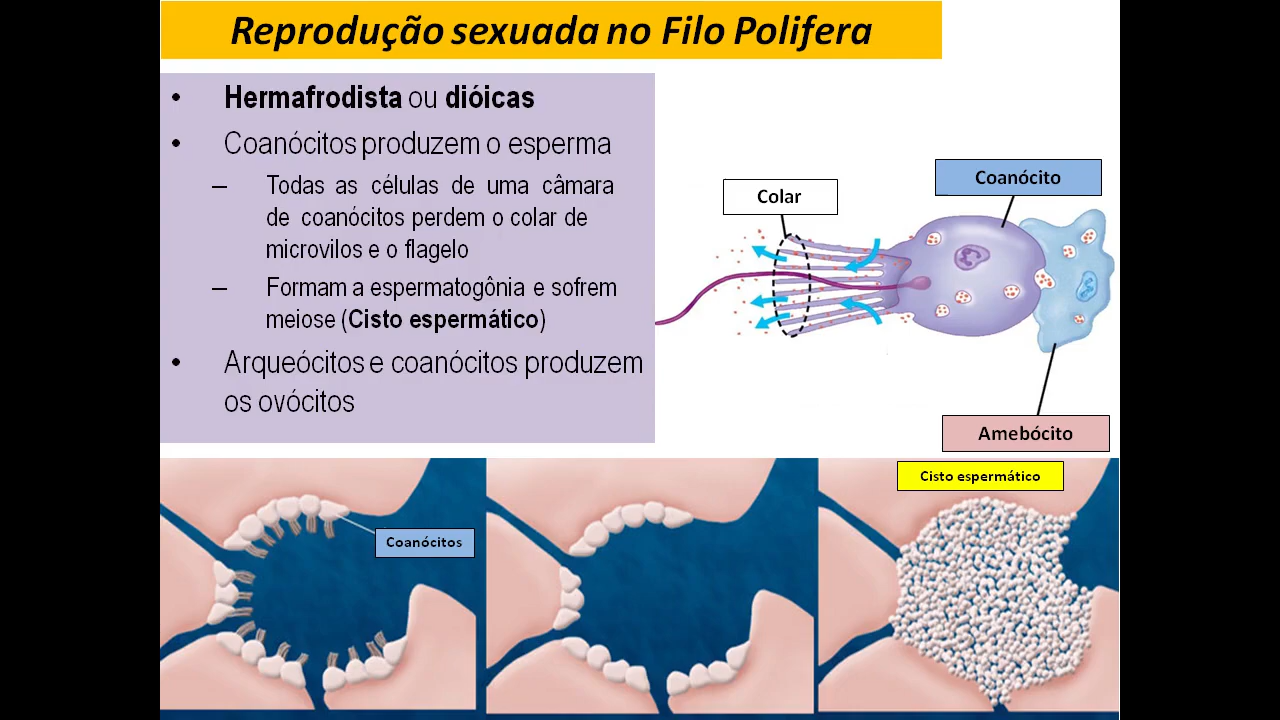 Reprodução sexuada no Filo Polifera
• Hermafrodista ou dióicas
• Coanócitos produzem o esperma
– Todas as células de uma câmara
de coanócitos perdem o colar de
microvilos e o flagelo
– Formam a espermatogônia e sofrem
meiose (Cisto espermático)
• Arqueócitos e coanócitos produzem
os ovócitos
Coanócito
Colar
Amebócito
Cisto espermático
Coanócitos